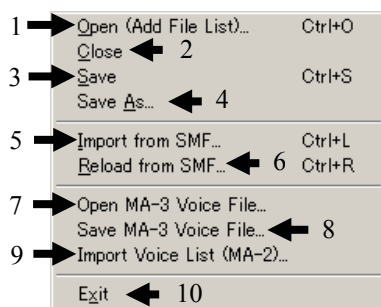 1 Open (Add File List)... Ctrl+O
Close 2
3 Save Ctrl+S
Save As... 4
5 Import from SMF... Ctrl+L
Reload from SMF... 6 Ctrl+R
7 Open MA-3 Voice File...
Save MA-3 Voice File... 8
9 Import Voice List (MA-2)...
Exit 10